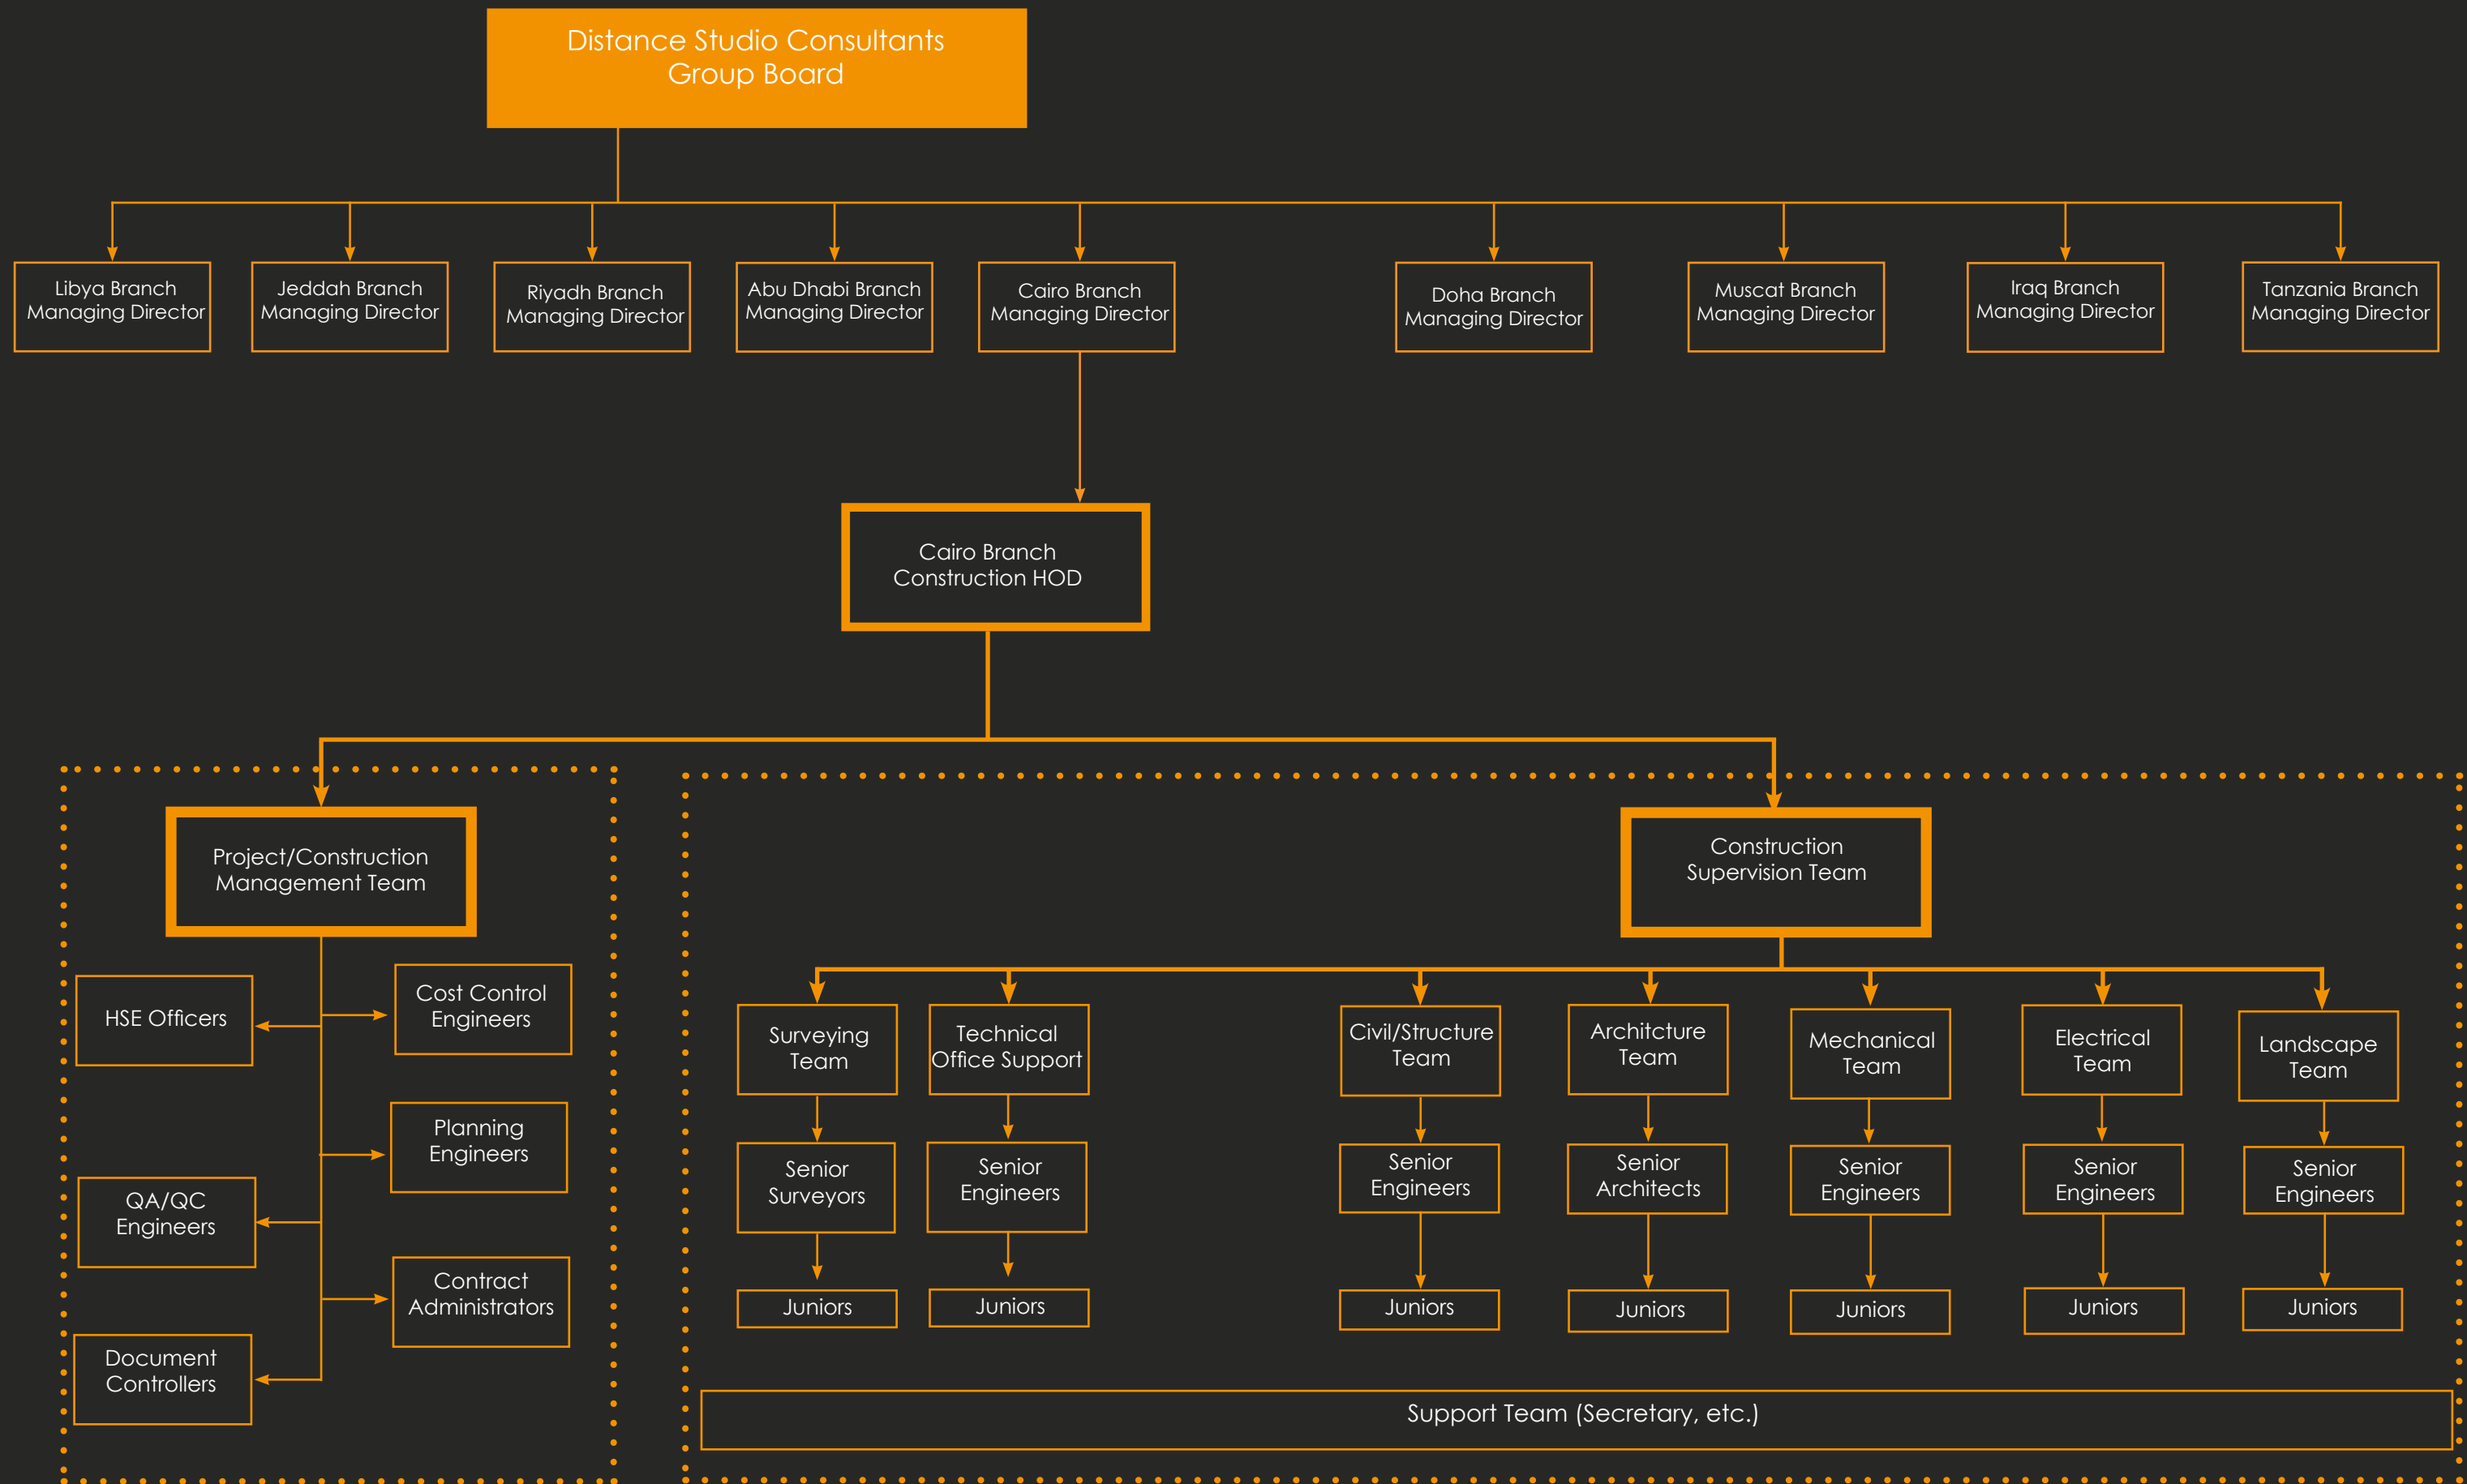 Distance Studio Consultants
Group Board
Libya Branch
Managing Director
Jeddah Branch
Managing Director
Riyadh Branch
Managing Director
Abu Dhabi Branch
Managing Director
Cairo Branch
Managing Director
Doha Branch
Managing Director
Muscat Branch
Managing Director
Iraq Branch
Managing Director
Tanzania Branch
Managing Director
Cairo Branch
Construction HOD
Project/Construction
Management Team
HSE Officers
Cost Control
Engineers
Planning
Engineers
QA/QC
Engineers
Contract
Administrators
Document
Controllers
Construction
Supervision Team
Surveying
Team
Technical
Office Support
Civil/Structure
Team
Architcture
Team
Mechanical
Team
Electrical
Team
Landscape
Team
Senior
Surveyors
Senior
Engineers
Senior
Engineers
Senior
Architects
Senior
Engineers
Senior
Engineers
Senior
Engineers
Juniors
Juniors
Juniors
Juniors
Juniors
Juniors
Juniors
Support Team (Secretary, etc.)